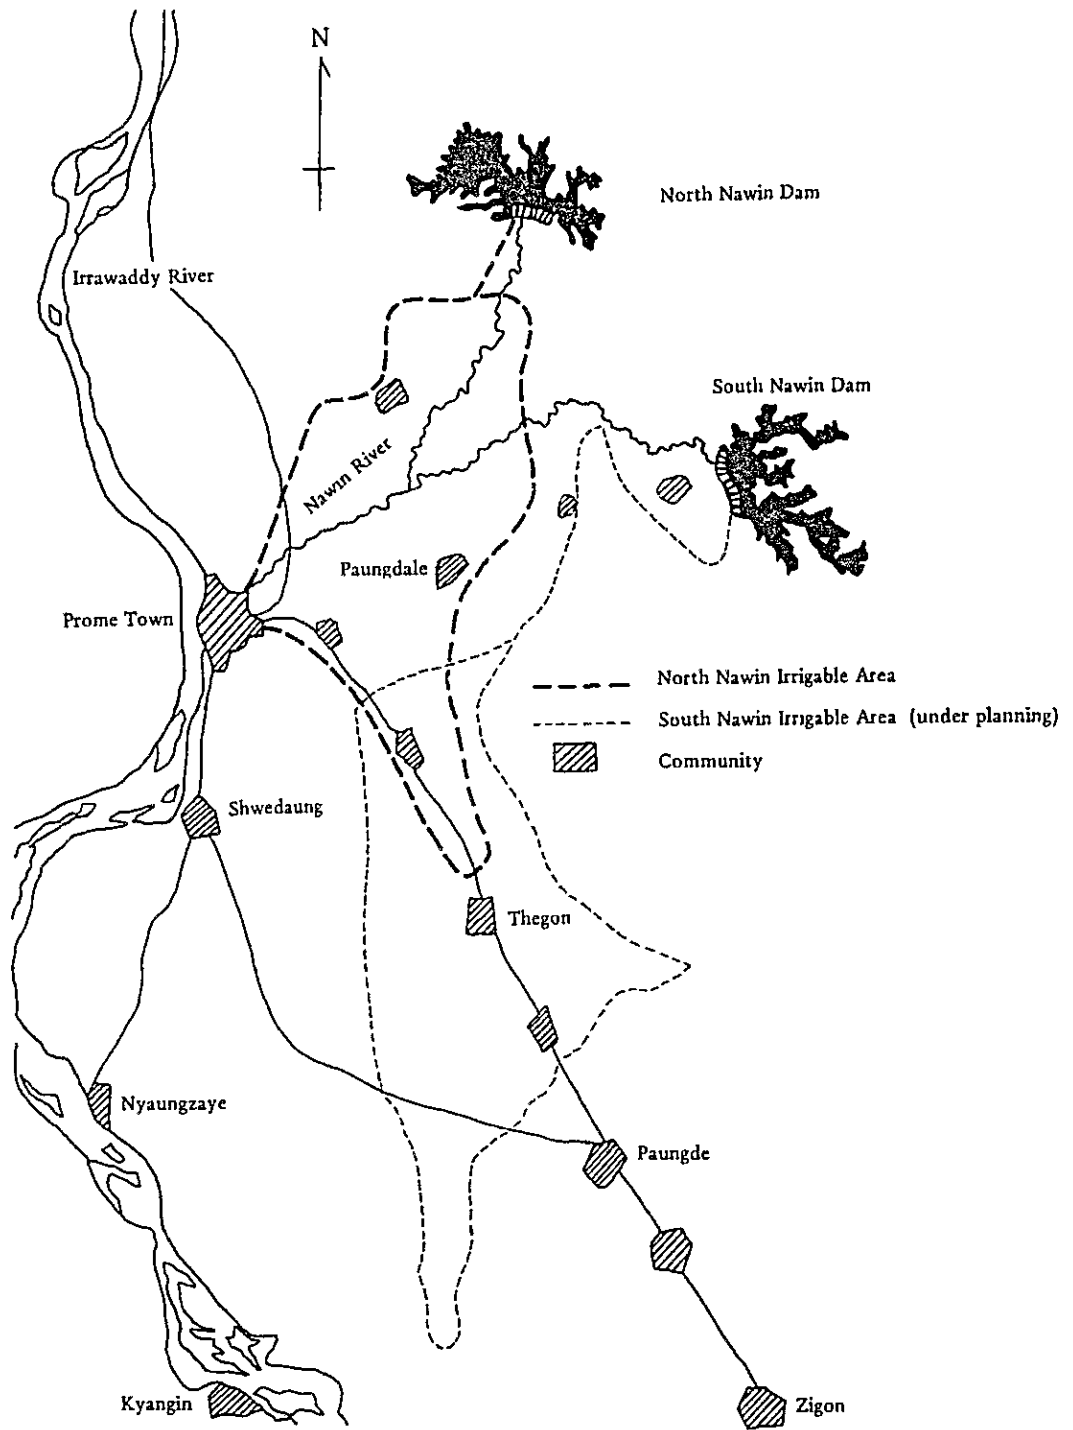 N
North Nawin Dam
Irrawaddy River
South Nawin Dam
Nawin River
Paungdale
Prome Town
North Nawin Irrigable Area
South Nawin Irrigable Area (under planning)
Community
Shwedaung
Thegon
Nyaungzaye
Paungde
Kyangin
Zigon